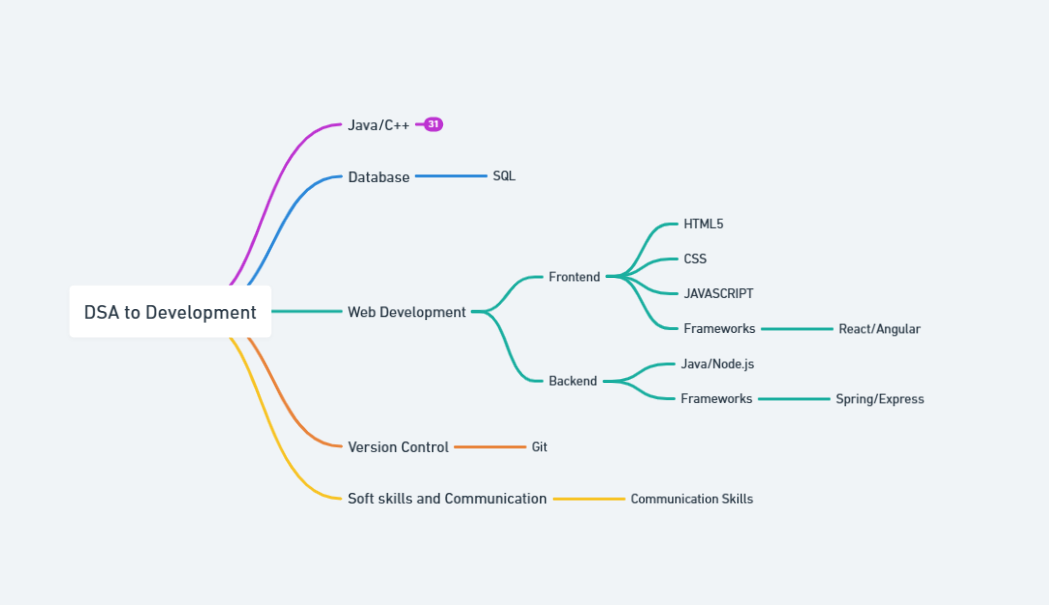 Java/C++ 31
Database SQL
HTML5
Frontend CSS
JAVASCRIPT
DSA to Development Web Development
Frameworks React/Angular
Backend Java/Node.js
Frameworks Spring/Express
Version Control Git
Soft skills and Communication Communication Skills